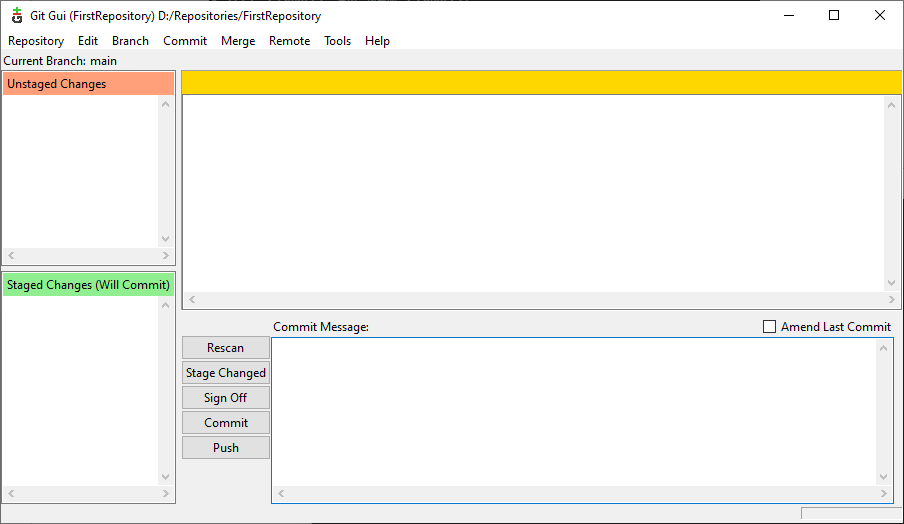 Git Gui (FirstRepository) D:/Repositories/FirstRepository
Repository Edit Branch Commit Merge Remote Tools Help
Current Branch: main
Unstaged Changes
Staged Changes (Will Commit)
Commit Message:
Amend Last Commit
Rescan
Stage Changed
Sign Off
Commit
Push